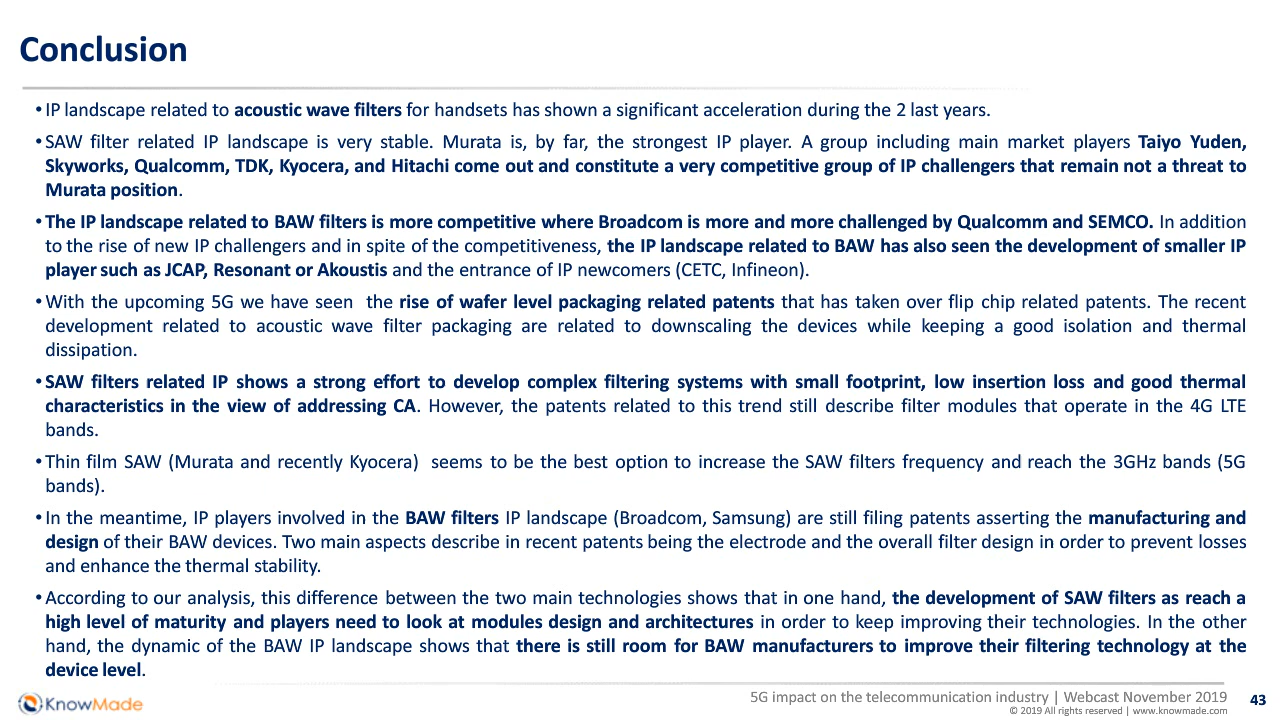 Conclusion
• IP landscape related to acoustic wave filters for handsets has shown a significant acceleration during the 2 last years.
• SAW filter related IP landscape is very stable. Murata is, by far, the strongest IP player. A group including main market players Taiyo Yuden,
Skyworks, Qualcomm, TDK, Kyocera, and Hitachi come out and constitute a very competitive group of IP challengers that remain not a threat to
Murata position.
• The IP landscape related to BAW filters is more competitive where Broadcom is more and more challenged by Qualcomm and SEMCO. In addition
to the rise of new IP challengers and in spite of the competitiveness, the IP landscape related to BAW has also seen the development of smaller IP
player such as JCAP, Resonant or Akoustis and the entrance of IP newcomers (CETC, Infineon).
• With the upcoming 5G we have seen the rise of wafer level packaging related patents that has taken over flip chip related patents. The recent
development related to acoustic wave filter packaging are related to downscaling the devices while keeping a good isolation and thermal
dissipation.
• SAW filters related IP shows a strong effort to develop complex filtering systems with small footprint, low insertion loss and good thermal
characteristics in the view of addressing CA. However, the patents related to this trend still describe filter modules that operate in the 4G LTE
bands.
• Thin film SAW (Murata and recently Kyocera) seems to be the best option to increase the SAW filters frequency and reach the 3GHz bands (5G
bands).
• In the meantime, IP players involved in the BAW filters IP landscape (Broadcom, Samsung) are still filing patents asserting the manufacturing and
design of their BAW devices. Two main aspects describe in recent patents being the electrode and the overall filter design in order to prevent losses
and enhance the thermal stability.
• According to our analysis, this difference between the two main technologies shows that in one hand, the development of SAW filters as reach a
high level of maturity and players need to look at modules design and architectures in order to keep improving their technologies. In the other
hand, the dynamic of the BAW IP landscape shows that there is still room for BAW manufacturers to improve their filtering technology at the
device level.
KnowMade
5G impact on the telecommunication industry | Webcast November 2019
© 2019 All rights reserved | www.knowmade.com
43